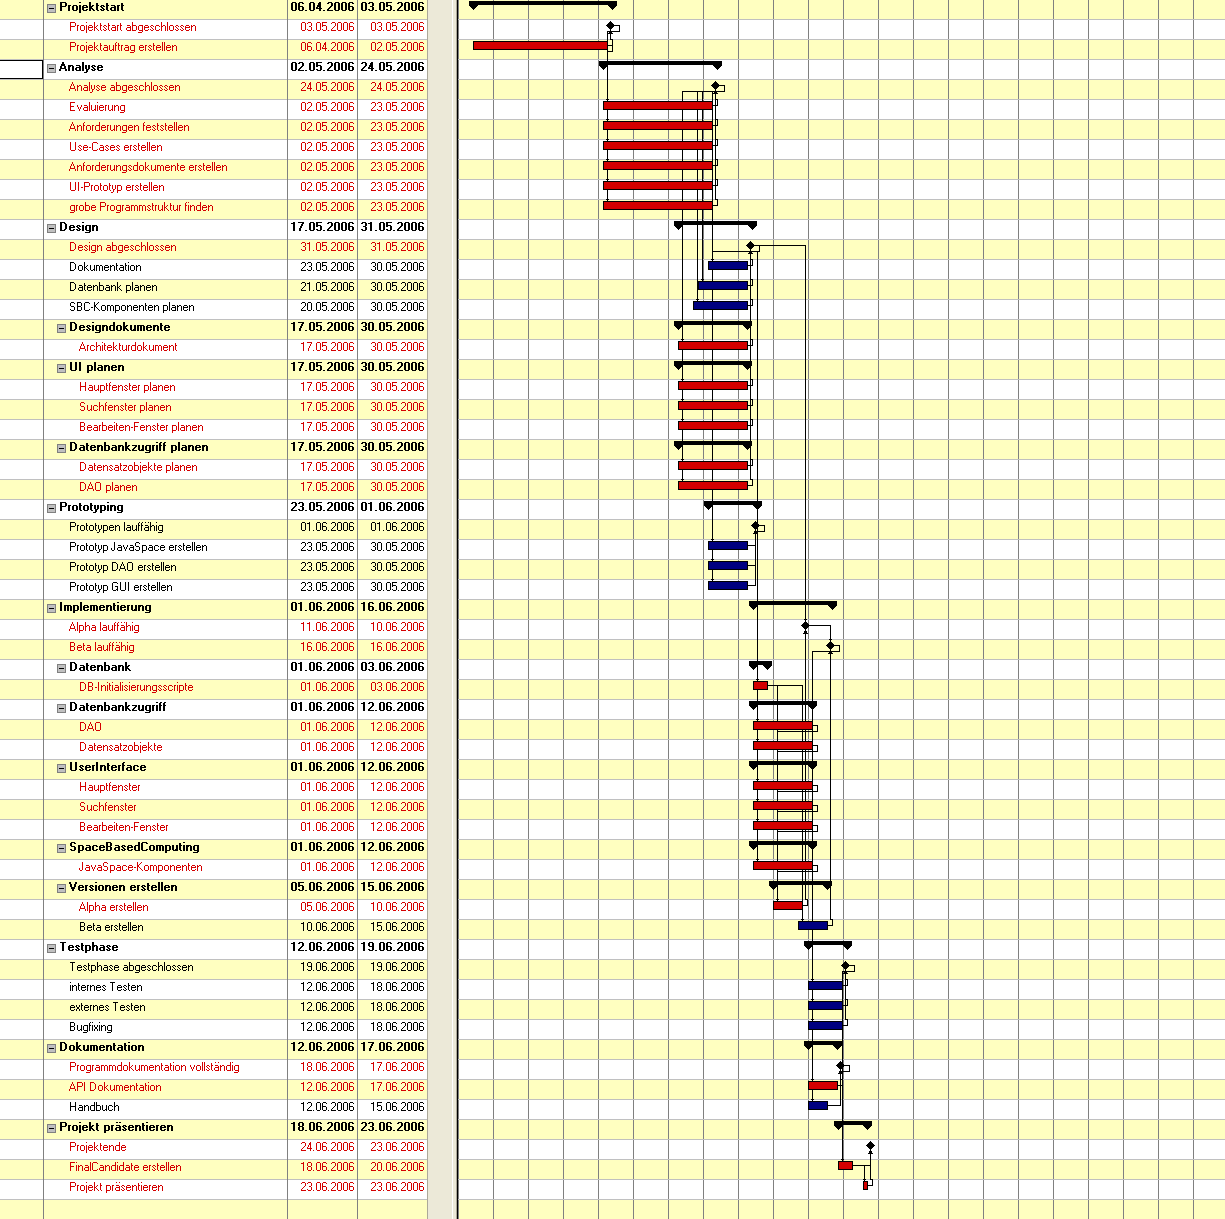 Projektstart 06.04.2006 03.05.2006
Projektstart abgeschlossen 03.05.2006 03.05.2006
Projektauftrag erstellen 06.04.2006 02.05.2006
Analyse 02.05.2006 24.05.2006
Analyse abgeschlossen 24.05.2006 24.05.2006
Evaluierung 02.05.2006 23.05.2006
Anforderungen feststellen 02.05.2006 23.05.2006
Use-Cases erstellen 02.05.2006 23.05.2006
Anforderungsdokumente erstellen 02.05.2006 23.05.2006
UI-Prototyp erstellen 02.05.2006 23.05.2006
grobe Programmstruktur finden 02.05.2006 23.05.2006
Design 17.05.2006 31.05.2006
Design abgeschlossen 31.05.2006 31.05.2006
Dokumentation 23.05.2006 30.05.2006
Datenbank planen 21.05.2006 30.05.2006
SBC-Komponenten planen 20.05.2006 30.05.2006
Designdokumente 17.05.2006 30.05.2006
Architekturdokument 17.05.2006 30.05.2006
UI planen 17.05.2006 30.05.2006
Hauptfenster planen 17.05.2006 30.05.2006
Suchfenster planen 17.05.2006 30.05.2006
Bearbeiten-Fenster planen 17.05.2006 30.05.2006
Datenbankzugriff planen 17.05.2006 30.05.2006
Datensatzobjekte planen 17.05.2006 30.05.2006
DAO planen 17.05.2006 30.05.2006
Prototyping 23.05.2006 01.06.2006
Prototypen lauffähig 01.06.2006 01.06.2006
Prototyp JavaSpace erstellen 23.05.2006 30.05.2006
Prototyp DAO erstellen 23.05.2006 30.05.2006
Prototyp GUI erstellen 23.05.2006 30.05.2006
Implementierung 01.06.2006 16.06.2006
Alpha lauffähig 11.06.2006 10.06.2006
Beta lauffähig 16.06.2006 16.06.2006
Datenbank 01.06.2006 03.06.2006
DB-Initialisierungsscripte 01.06.2006 03.06.2006
Datenbankzugriff 01.06.2006 12.06.2006
DAO 01.06.2006 12.06.2006
Datensatzobjekte 01.06.2006 12.06.2006
UserInterface 01.06.2006 12.06.2006
Hauptfenster 01.06.2006 12.06.2006
Suchfenster 01.06.2006 12.06.2006
Bearbeiten-Fenster 01.06.2006 12.06.2006
SpaceBasedComputing 01.06.2006 12.06.2006
JavaSpace-Komponenten 01.06.2006 12.06.2006
Versionen erstellen 05.06.2006 15.06.2006
Alpha erstellen 05.06.2006 10.06.2006
Beta erstellen 10.06.2006 15.06.2006
Testphase 12.06.2006 19.06.2006
Testphase abgeschlossen 19.06.2006 19.06.2006
internes Testen 12.06.2006 18.06.2006
externes Testen 12.06.2006 18.06.2006
Bugfixing 12.06.2006 18.06.2006
Dokumentation 12.06.2006 17.06.2006
Programmdokumentation vollständig 18.06.2006 17.06.2006
API Dokumentation 12.06.2006 17.06.2006
Handbuch 12.06.2006 15.06.2006
Projekt präsentieren 18.06.2006 23.06.2006
Projektende 24.06.2006 23.06.2006
FinalCandidate erstellen 18.06.2006 20.06.2006
Projekt präsentieren 23.06.2006 23.06.2006